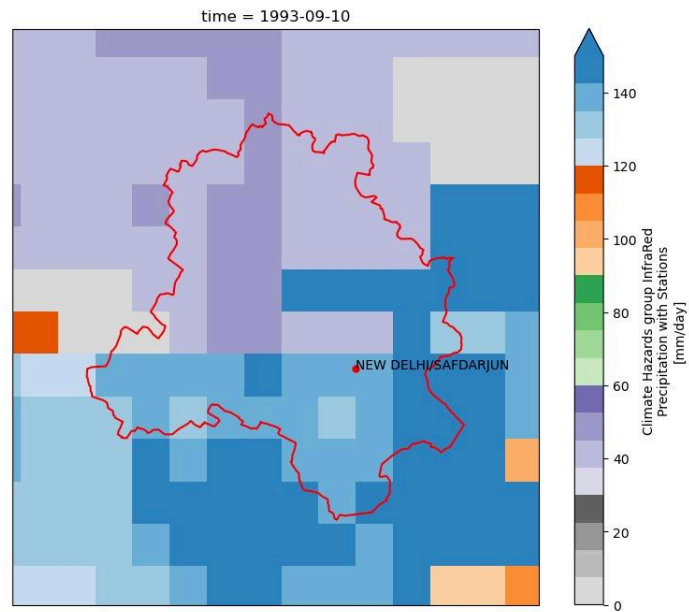 time = 1993-09-10
NEW DELHI/SAFDARJUN
140
120
100
80
60
40
20
0
Climate Hazards group InfraRed
Precipitation with Stations
[mm/day]